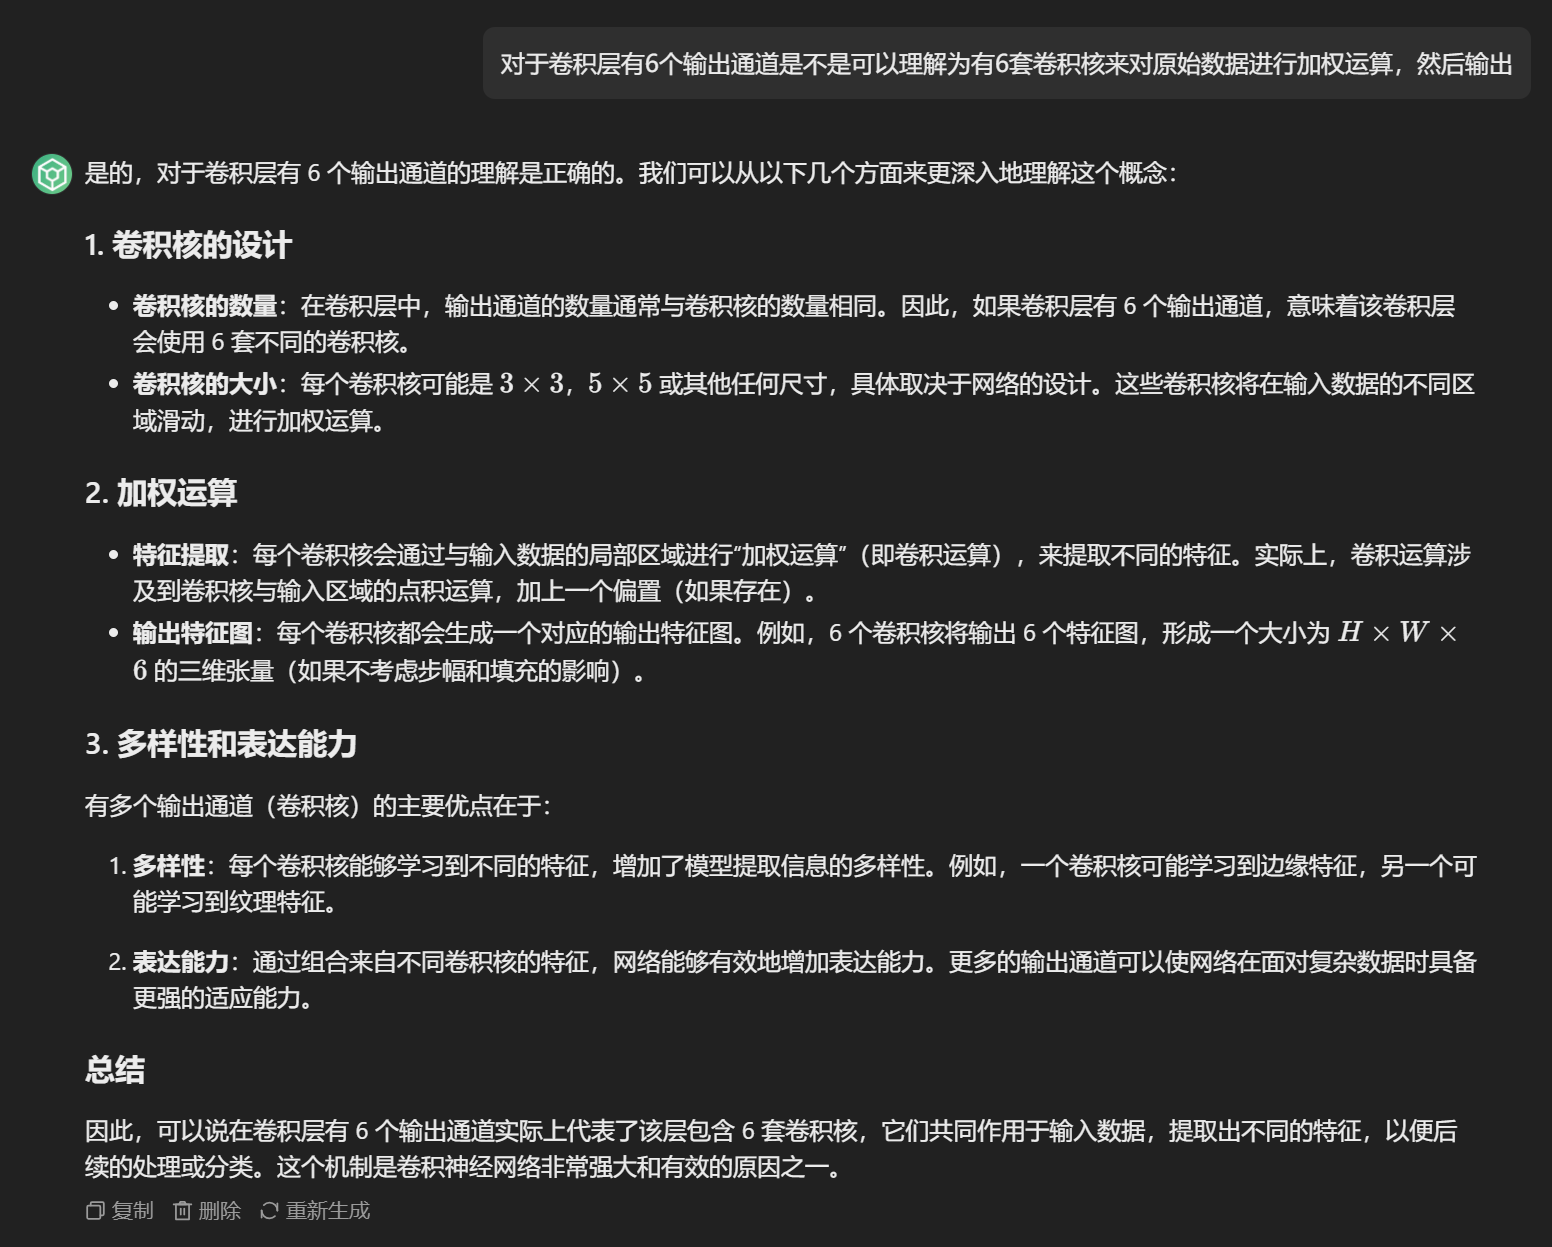 对于卷积层有6个输出通道是不是可以理解为有6套卷积核来对原始数据进行加权运算，然后输出
是的，对于卷积层有 6 个输出通道的理解是正确的。我们可以从以下几个方面来更深入地理解这个概念：
1. 卷积核的设计
• 卷积核的数量：在卷积层中，输出通道的数量通常与卷积核的数量相同。因此，如果卷积层有 6 个输出通道，意味着该卷积层
会使用 6 套不同的卷积核。
• 卷积核的大小：每个卷积核可能是 3 × 3，5 × 5 或其他任何尺寸，具体取决于网络的设计。这些卷积核将在输入数据的不同区
域滑动，进行加权运算。
2. 加权运算
• 特征提取：每个卷积核会通过与输入数据的局部区域进行“加权运算”（即卷积运算），来提取不同的特征。实际上，卷积运算涉
及到卷积核与输入区域的点积运算，加上一个偏置（如果存在）。
• 输出特征图：每个卷积核都会生成一个对应的输出特征图。例如，6 个卷积核将输出 6 个特征图，形成一个大小为 H × W ×
6 的三维张量（如果不考虑步幅和填充的影响）。
3. 多样性和表达能力
有多个输出通道（卷积核）的主要优点在于：
1. 多样性：每个卷积核能够学习到不同的特征，增加了模型提取信息的多样性。例如，一个卷积核可能学习到边缘特征，另一个可
能学习到纹理特征。
2. 表达能力：通过组合来自不同卷积核的特征，网络能够有效地增加表达能力。更多的输出通道可以使网络在面对复杂数据时具备
更强的适应能力。
总结
因此，可以说在卷积层有 6 个输出通道实际上代表了该层包含 6 套卷积核，它们共同作用于输入数据，提取出不同的特征，以便后
续的处理或分类。这个机制是卷积神经网络非常强大和有效的原因之一。
复制 删除 重新生成